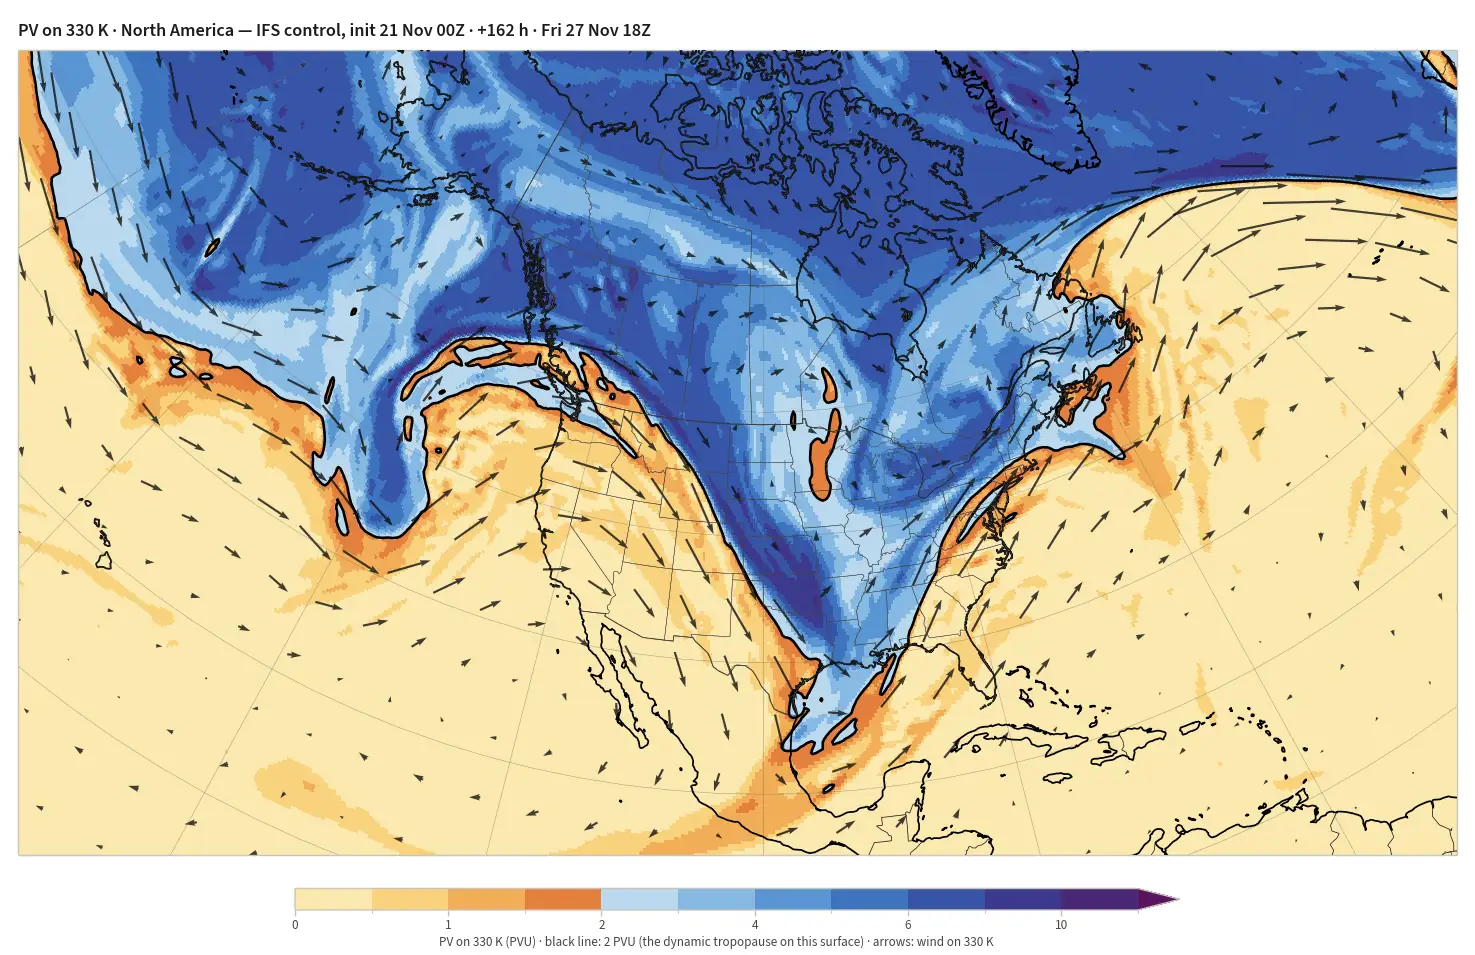 PV on 330 K · North America — IFS control, init 21 Nov 00Z · +162 h · Fri 27 Nov 18Z
0 1 2 4 6 10
PV on 330 K (PVU) · black line: 2 PVU (the dynamic tropopause on this surface) · arrows: wind on 330 K